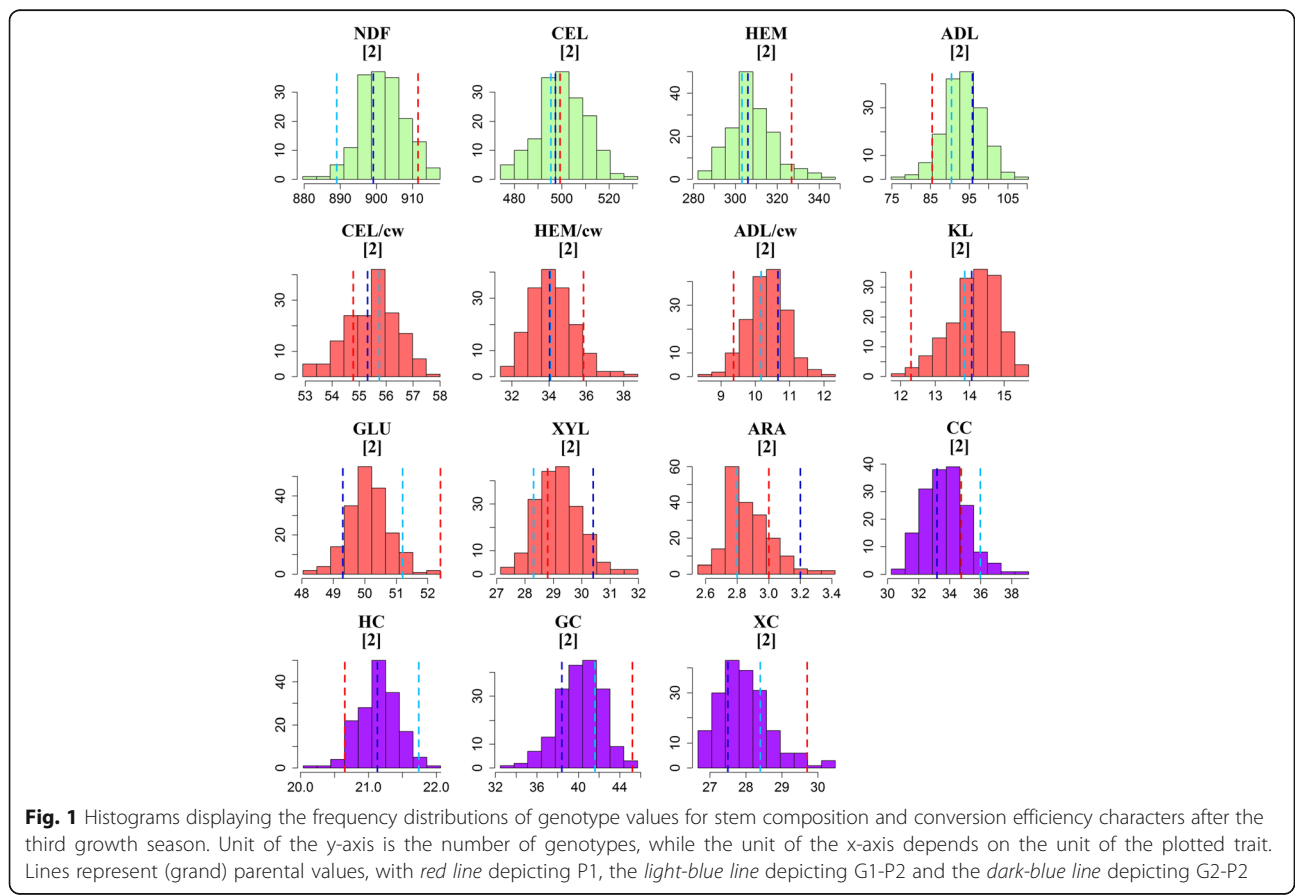 NDF
[2]
0 10 20 30
880 890 900 910
CEL
[2]
0 10 20 30
480 500 520
HEM
[2]
0 20 40
280 300 320 340
ADL
[2]
0 10 30
75 85 95 105
CEL/cw
[2]
0 10 30
53 54 55 56 57 58
HEM/cw
[2]
0 10 20 30
32 34 36 38
ADL/cw
[2]
0 10 30
9 10 11 12
KL
[2]
0 10 20 30
12 13 14 15
GLU
[2]
0 20 40
48 49 50 51 52
XYL
[2]
0 10 30
27 28 29 30 31 32
ARA
[2]
0 20 40 60
2.6 2.8 3.0 3.2 3.4
CC
[2]
0 10 20 30 40
30 32 34 36 38
HC
[2]
0 20 40
20.0 21.0 22.0
GC
[2]
0 10 30
32 36 40 44
XC
[2]
0 10 30
27 28 29 30
Fig. 1 Histograms displaying the frequency distributions of genotype values for stem composition and conversion efficiency characters after the
third growth season. Unit of the y-axis is the number of genotypes, while the unit of the x-axis depends on the unit of the plotted trait.
Lines represent (grand) parental values, with red line depicting P1, the light-blue line depicting G1-P2 and the dark-blue line depicting G2-P2